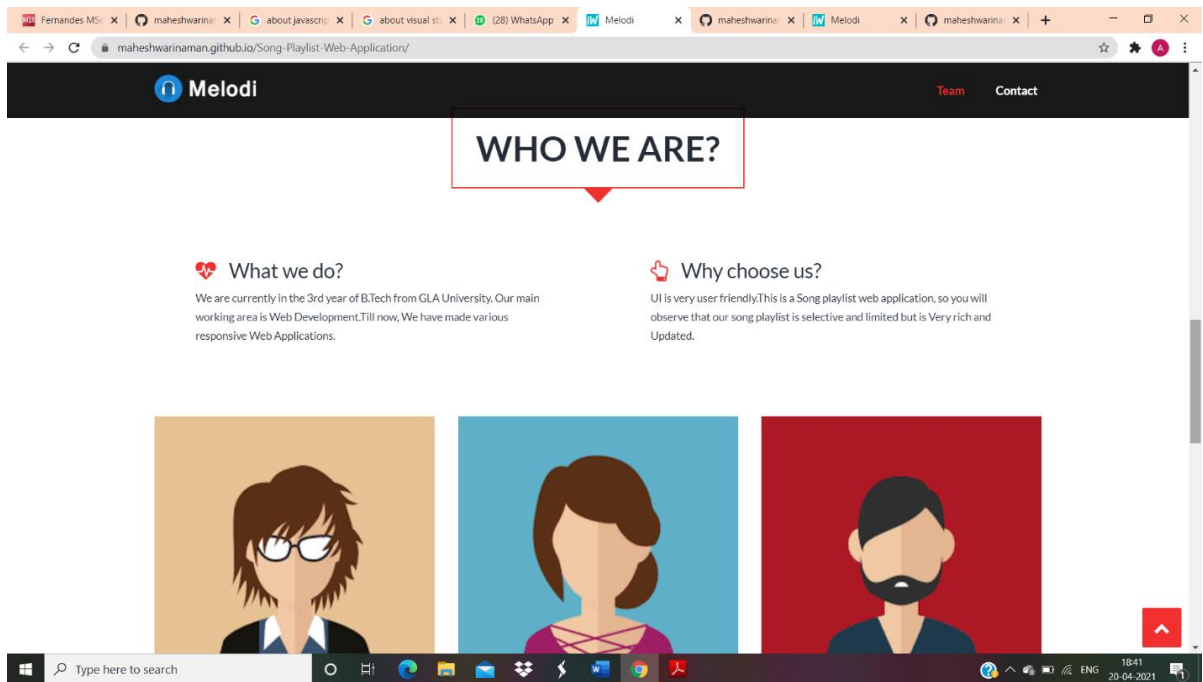 Fernandes MSc
maheshwarinar
about javascrip
about visual stu
(28) WhatsApp
Melodi
maheshwarinar
Melodi
maheshwarina
maheshwarinaman.github.io/Song-Playlist-Web-Application/
A
Melodi
Team
Contact
WHO WE ARE?
What we do?
We are currently in the 3rd year of B.Tech from GLA University. Our main
working area is Web Development.Till now, We have made various
responsive Web Applications.
Why choose us?
UI is very user friendly.This is a Song playlist web application, so you will
observe that our song playlist is selective and limited but is Very rich and
Updated.
Type here to search
ENG
18:41
20-04-2021